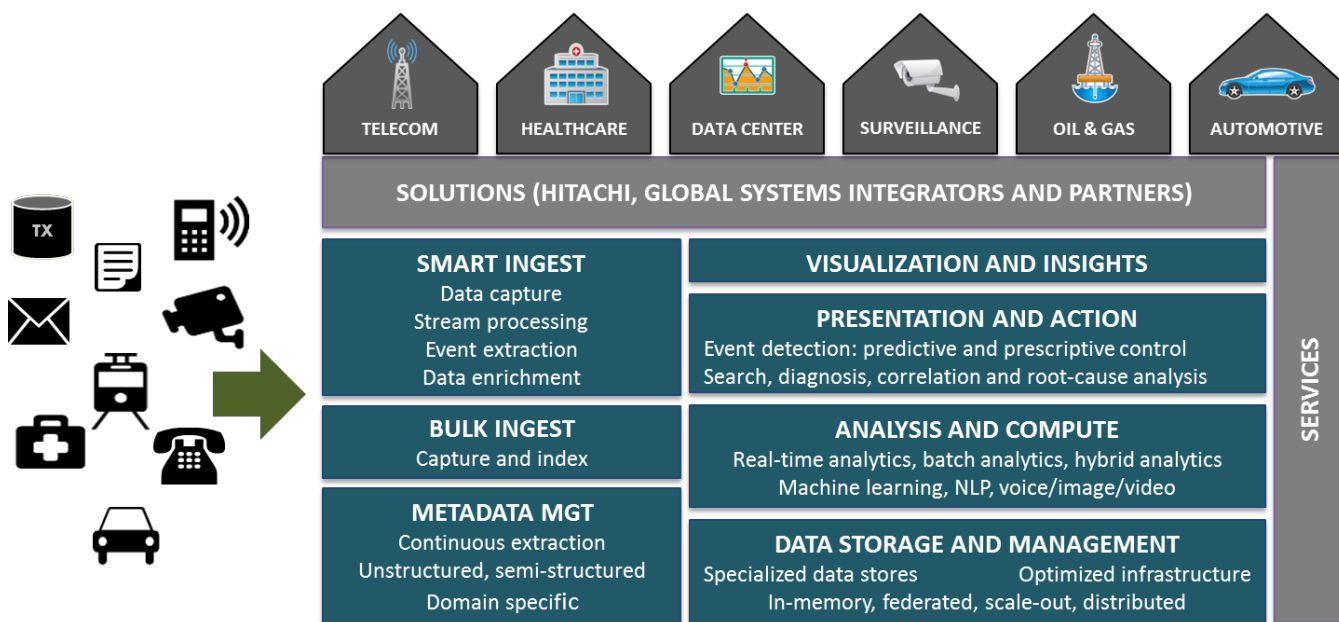 TELECOM
HEALTHCARE
DATA CENTER
SURVEILLANCE
OIL & GAS
AUTOMOTIVE
SOLUTIONS (HITACHI, GLOBAL SYSTEMS INTEGRATORS AND PARTNERS)
TX
SMART INGEST
Data capture
Stream processing
Event extraction
Data enrichment
BULK INGEST
Capture and index
METADATA MGT
Continuous extraction
Unstructured, semi-structured
Domain specific
VISUALIZATION AND INSIGHTS
PRESENTATION AND ACTION
Event detection: predictive and prescriptive control
Search, diagnosis, correlation and root-cause analysis
ANALYSIS AND COMPUTE
Real-time analytics, batch analytics, hybrid analytics
Machine learning, NLP, voice/image/video
DATA STORAGE AND MANAGEMENT
Specialized data stores Optimized infrastructure
In-memory, federated, scale-out, distributed
SERVICES